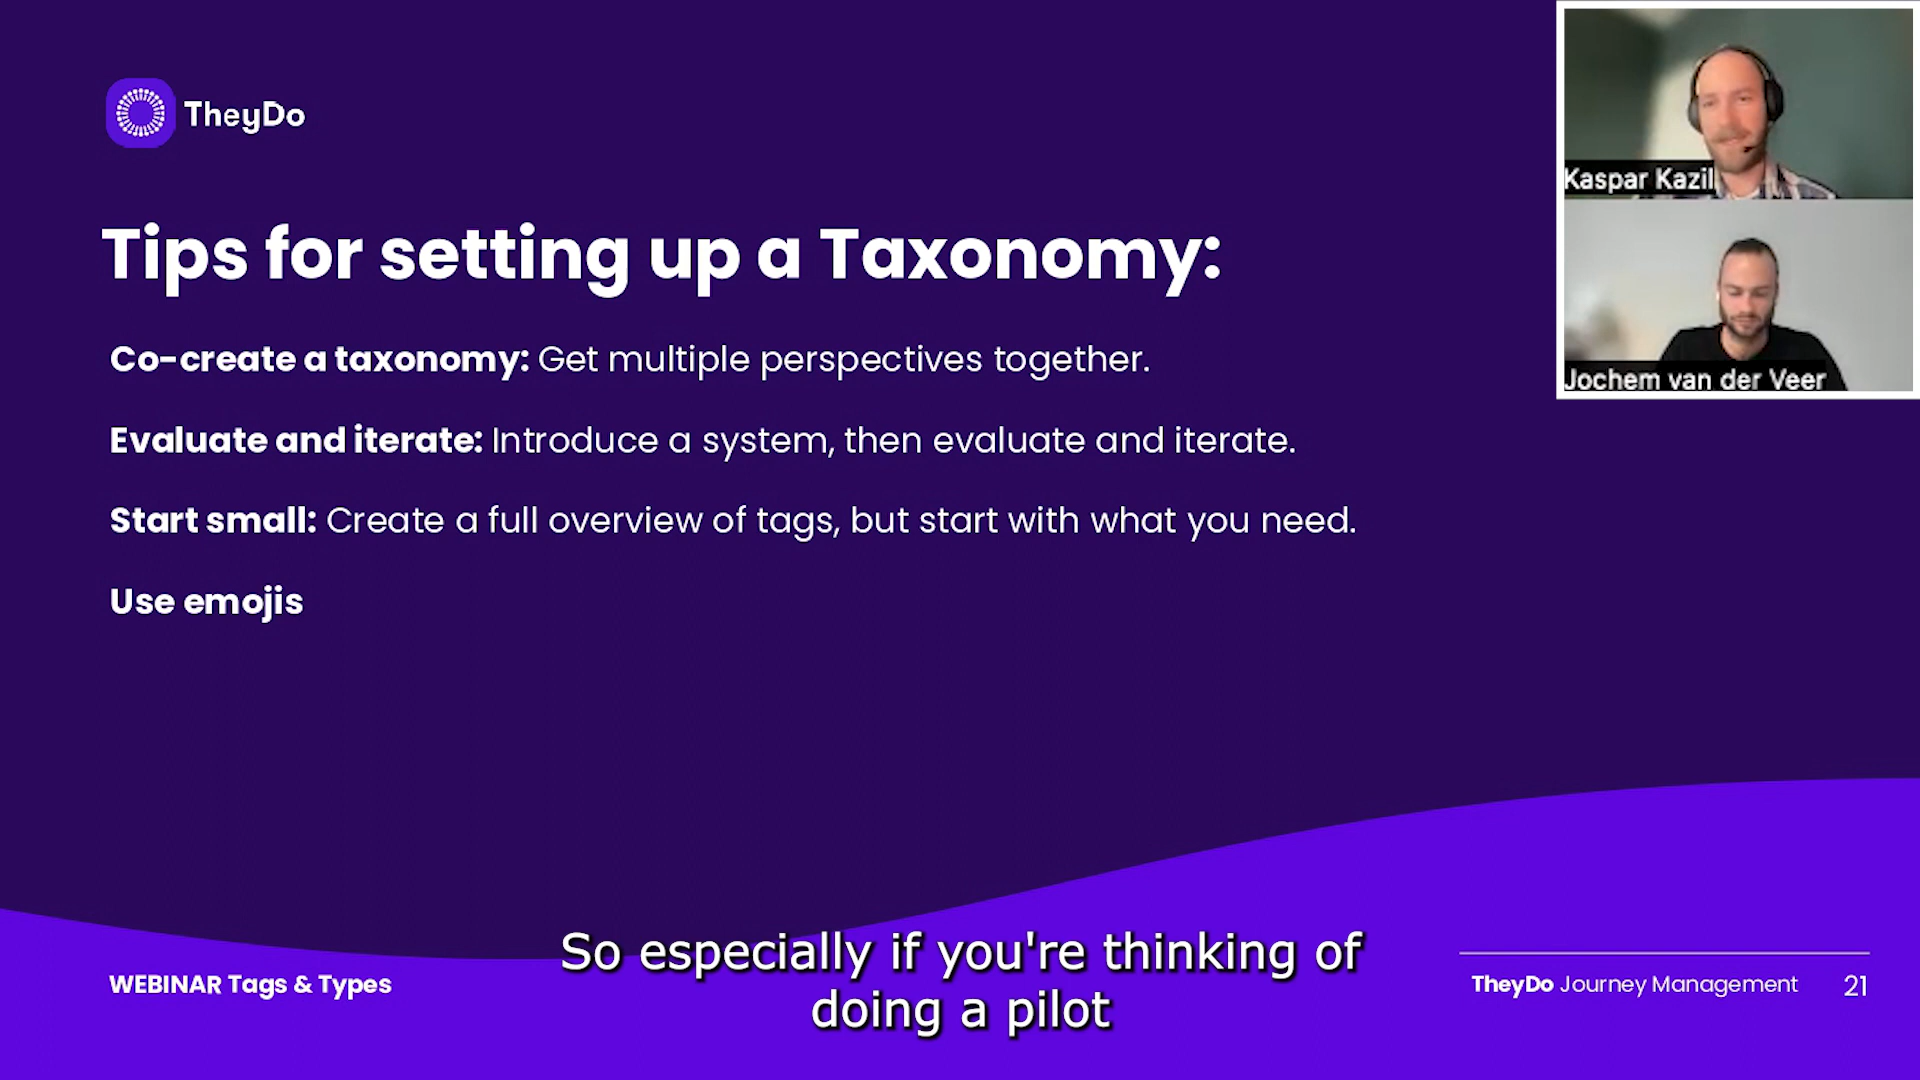 TheyDo
Tips for setting up a Taxonomy:
Co-create a taxonomy: Get multiple perspectives together.
Evaluate and iterate: Introduce a system, then evaluate and iterate.
Start small: Create a full overview of tags, but start with what you need.
Use emojis
Kaspar Kazil
Jochem van der Veer
So especially if you're thinking of
doing a pilot
WEBINAR Tags & Types
TheyDo Journey Management 21